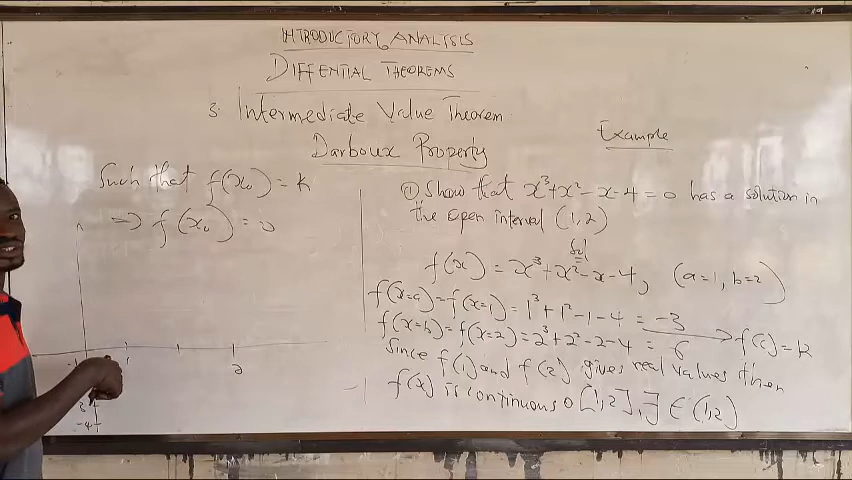 INTRODUCTORY ANALYSIS
DIFFENTIAL THEOREMS
3. Intermediate Value Theorem
Darboux Property
Such that f(x₀) = k
=> f(x₀) = 0
2
-4
Example
① Show that x³+x²-x-4=0 has a solution in
the open interval (1,2)
Sol
f(x) = x³+x²-x-4, (a=1, b=2)
f(x=a)=f(x=1)=1³+1²-1-4 = -3
f(x=b)=f(x=2)=2³+2²-2-4 = 6 → f(c)=k
Since f(1) and f(2) gives real values then
f(x) is continuous o [1,2], ∃ ∈ (1,2)